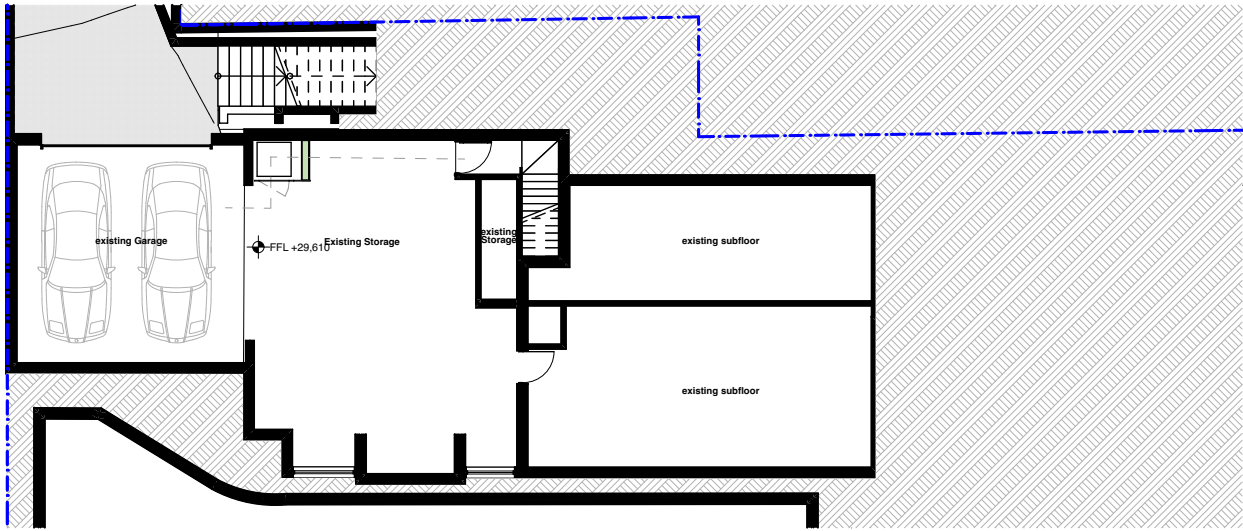 existing Garage
FFL +29,610
Existing Storage
existing
Storage
existing subfloor
existing subfloor